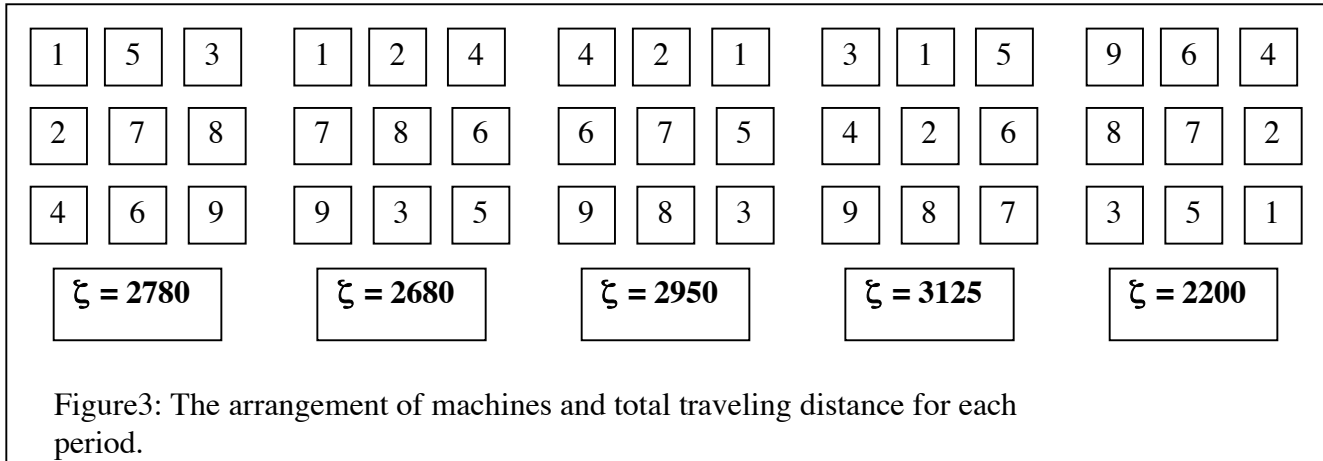 1 5 3 1 2 4 4 2 1 3 1 5 9 6 4
2 7 8 7 8 6 6 7 5 4 2 6 8 7 2
4 6 9 9 3 5 9 8 3 9 8 7 3 5 1
ζ = 2780 ζ = 2680 ζ = 2950 ζ = 3125 ζ = 2200
Figure3: The arrangement of machines and total traveling distance for each
period.